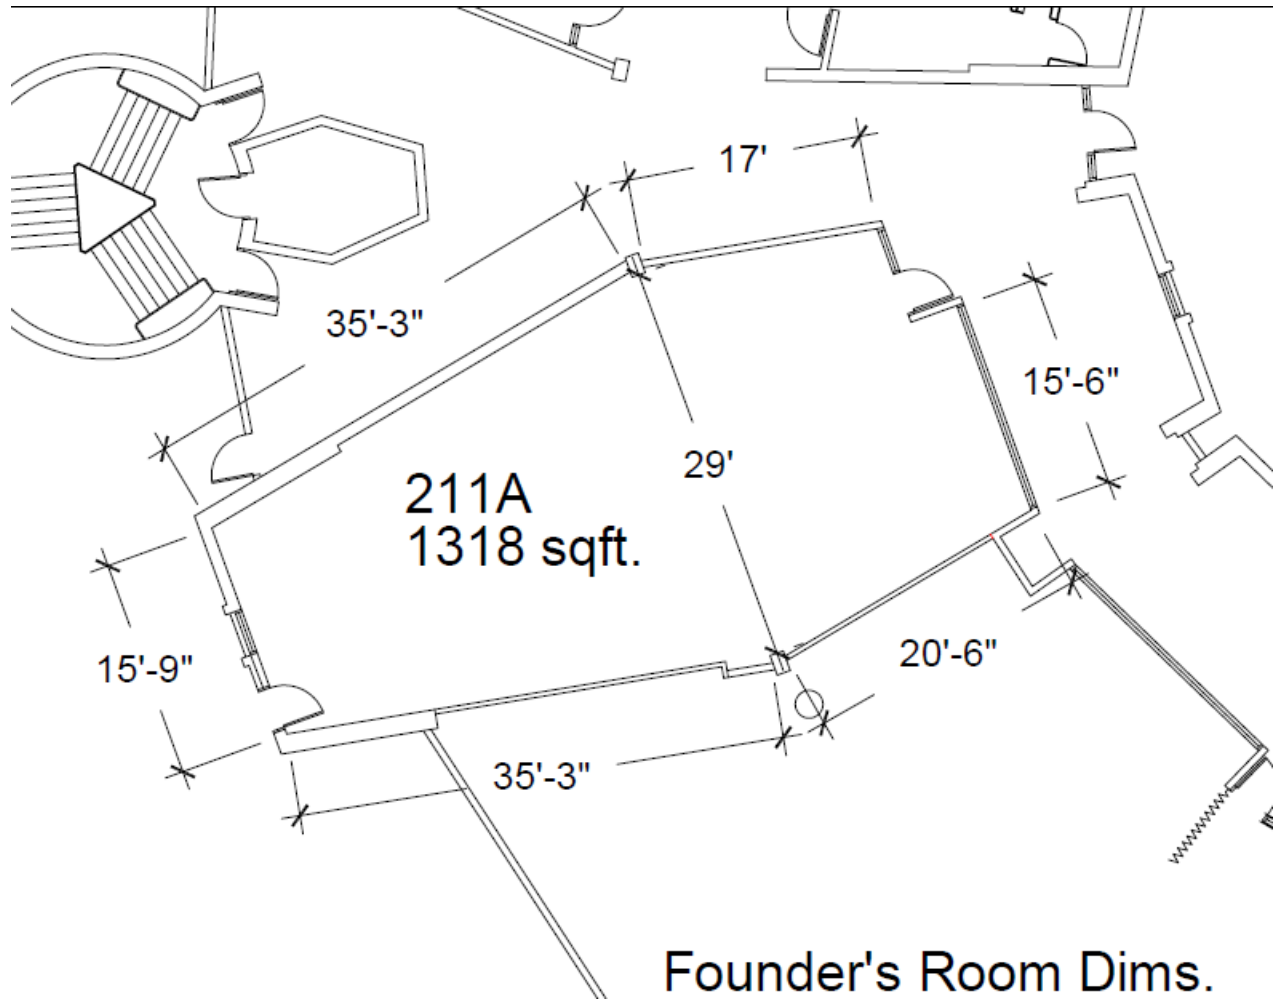 17'
35'-3"
15'-6"
29'
211A
1318 sqft.
15'-9"
20'-6"
35'-3"
Founder's Room Dims.